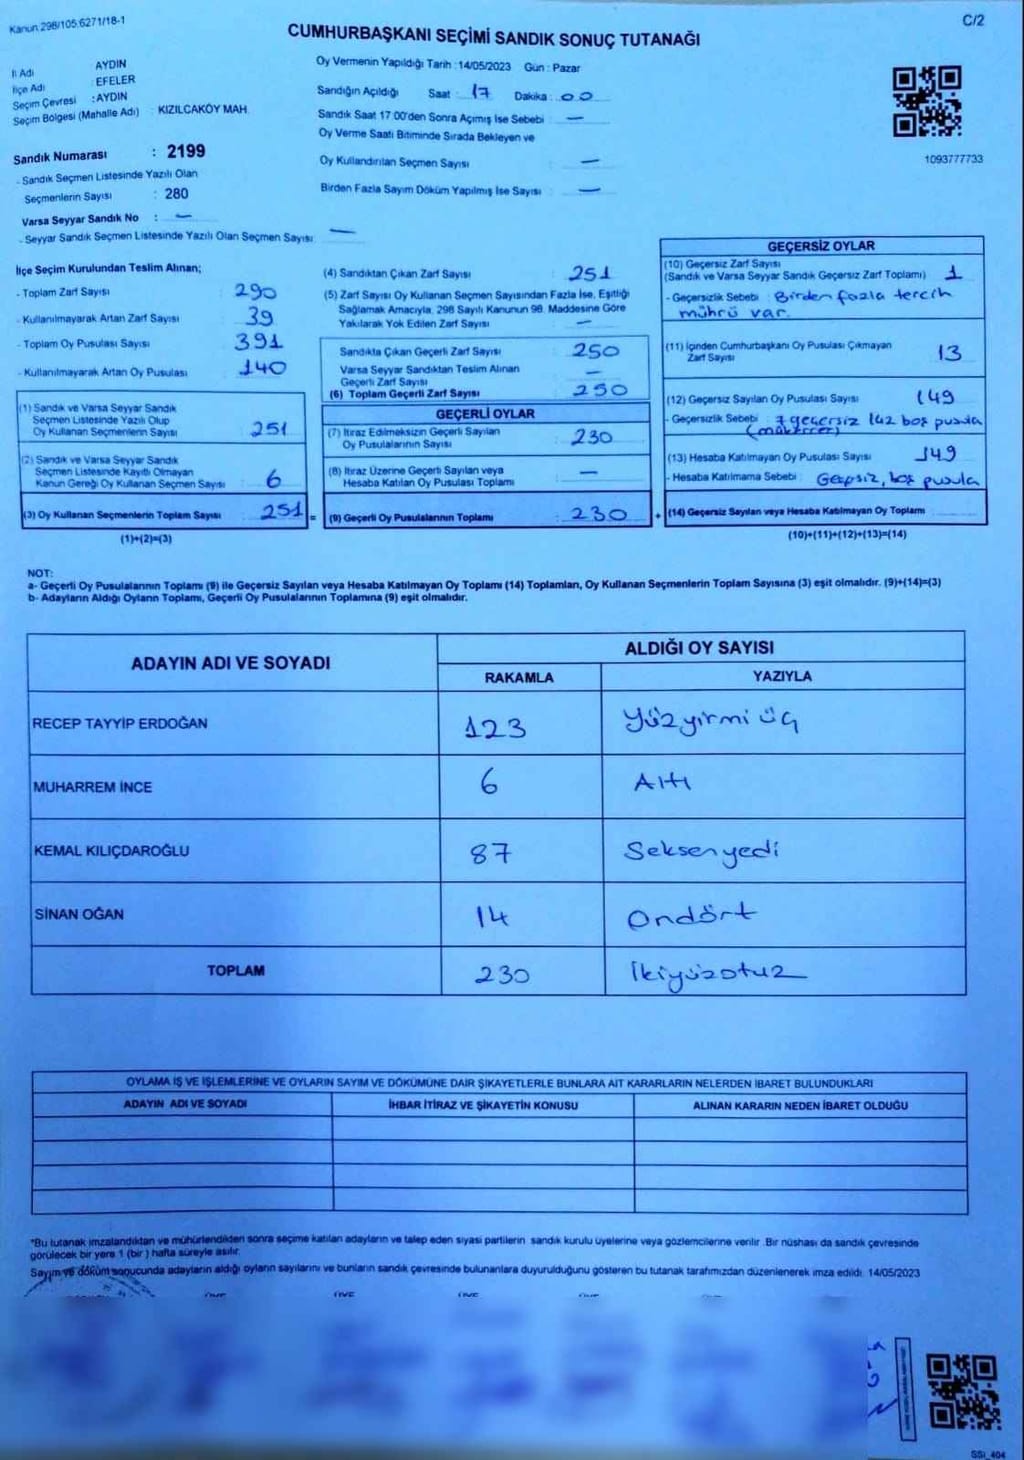 Kanun 298/105.6271/18-1
C/2
CUMHURBAŞKANI SEÇİMİ SANDIK SONUÇ TUTANAĞI
İl Adı AYDIN
İlçe Adı : EFELER
Seçim Çevresi : AYDIN
Seçim Bölgesi (Mahalle Adı) : KIZILCAKÖY MAH.
Sandık Numarası : 2199
- Sandık Seçmen Listesinde Yazılı Olan
Seçmenlerin Sayısı : 280
Varsa Seyyar Sandık No : —
- Seyyar Sandık Seçmen Listesinde Yazılı Olan Seçmen Sayısı: —
Oy Vermenin Yapıldığı Tarih : 14/05/2023 Gün : Pazar
Sandığın Açıldığı Saat : 17 Dakika : 00
Sandık Saat 17.00'den Sonra Açımış İse Sebebi : —
Oy Verme Saati Bitiminde Sırada Bekleyen ve
Oy Kullandırılan Seçmen Sayısı : —
Birden Fazla Sayım Döküm Yapılmış İse Sayısı : —
1093777733
İlçe Seçim Kurulundan Teslim Alınan;
- Toplam Zarf Sayısı : 290
- Kullanılmayarak Artan Zarf Sayısı : 39
- Toplam Oy Pusulası Sayısı : 391
- Kullanılmayarak Artan Oy Pusulası : 140
(1) Sandık ve Varsa Seyyar Sandık
Seçmen Listesinde Yazılı Olup
Oy Kullanan Seçmenlerin Sayısı : 251
(2) Sandık ve Varsa Seyyar Sandık
Seçmen Listesinde Kayıtlı Olmayan
Kanun Gereği Oy Kullanan Seçmen Sayısı : 6
(3) Oy Kullanan Seçmenlerin Toplam Sayısı 251 =
(1)+(2)=(3)
(4) Sandıktan Çıkan Zarf Sayısı : 251
(5) Zarf Sayısı Oy Kullanan Seçmen Sayısından Fazla İse, Eşitliği
Sağlamak Amacıyla, 298 Sayılı Kanunun 98. Maddesine Göre
Yakılarak Yok Edilen Zarf Sayısı : —
Sandıkta Çıkan Geçerli Zarf Sayısı : 250
Varsa Seyyar Sandıktan Teslim Alınan
Geçerli Zarf Sayısı : —
(6) Toplam Geçerli Zarf Sayısı : 250
GEÇERLİ OYLAR
(7) İtiraz Edilmeksizin Geçerli Sayılan
Oy Pusulalarının Sayısı : 230
(8) İtiraz Üzerine Geçerli Sayılan veya
Hesaba Katılan Oy Pusulası Toplamı : —
(9) Geçerli Oy Pusulalarının Toplamı : 230 +
GEÇERSİZ OYLAR
(10) Geçersiz Zarf Sayısı
(Sandık ve Varsa Seyyar Sandık Geçersiz Zarf Toplamı) : 1
- Geçersizlik Sebebi : Birden fazla tercih
mührü var.
(11) İçinden Cumhurbaşkanı Oy Pusulası Çıkmayan
Zarf Sayısı 13
(12) Geçersiz Sayılan Oy Pusulası Sayısı 149
- Geçersizlik Sebebi : 7 geçersiz 142 boş pusula
(mükerrer)
(13) Hesaba Katılmayan Oy Pusulası Sayısı 149
- Hesaba Katılmama Sebebi : boş pusula
(14) Geçersiz Sayılan veya Hesaba Katılmayan Oy Toplamı
(10)+(11)+(12)+(13)=(14)
NOT:
a- Geçerli Oy Pusulalarının Toplamı (9) ile Geçersiz Sayılan veya Hesaba Katılmayan Oy Toplamı (14) Toplamları, Oy Kullanan Seçmenlerin Toplam Sayısına (3) eşit olmalıdır. (9)+(14)=(3)
b- Adayların Aldığı Oyların Toplamı, Geçerli Oy Pusulalarının Toplamına (9) eşit olmalıdır.
ADAYIN ADI VE SOYADI
ALDIĞI OY SAYISI
RAKAMLA YAZIYLA
RECEP TAYYİP ERDOĞAN 123 Yüzyirmi üç
MUHARREM İNCE 6 Altı
KEMAL KILIÇDAROĞLU 87 Seksenyedi
SİNAN OĞAN 14 Ondört
TOPLAM 230 İkiyüzotuz
OYLAMA İŞ VE İŞLEMLERİNE VE OYLARIN SAYIM VE DÖKÜMÜNE DAİR ŞİKAYETLERLE BUNLARA AİT KARARLARIN NELERDEN İBARET BULUNDUKLARI
ADAYIN ADI VE SOYADI İHBAR İTİRAZ VE ŞİKAYETİN KONUSU ALINAN KARARIN NEDEN İBARET OLDUĞU
*Bu tutanak imzalandıktan ve mühürlendikten sonra seçime katılan adayların ve talep eden siyasi partilerin sandık kurulu üyelerine veya gözlemcilerine verilir .Bir nüshası da sandık çevresinde
görülecek bir yere 1 (bir ) hafta süreyle asılır.
Sayım ve döküm sonucunda adayların aldığı oyların sayılarını ve bunların sandık çevresinde bulunanlara duyurulduğunu gösteren bu tutanak tarafımızdan düzenlenerek imza edildi. 14/05/2023
SSt_404